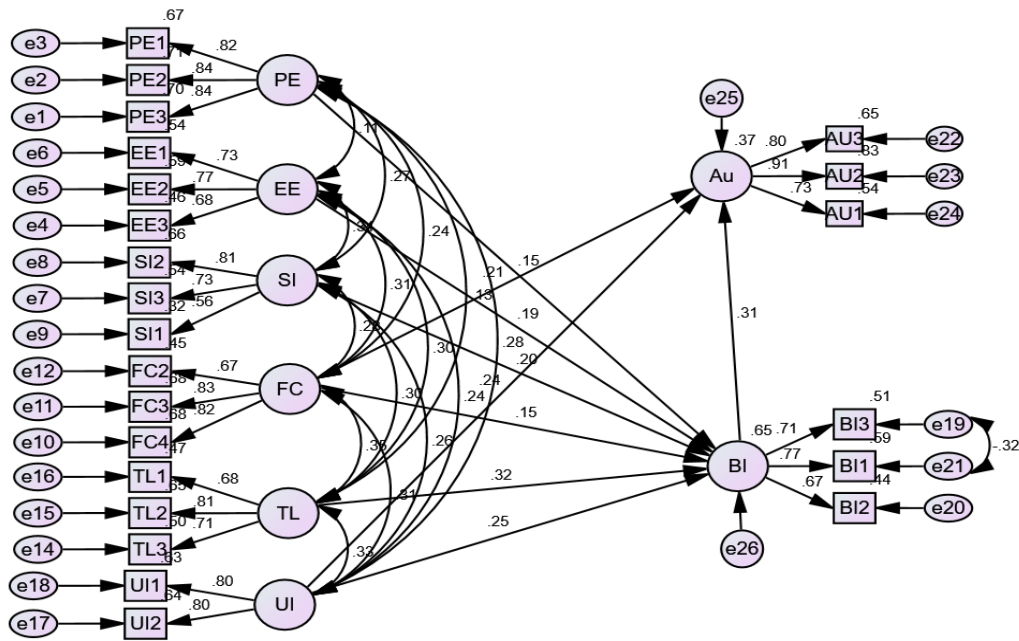 .67
e3 PE1 .82
.71
e2 PE2 .84 PE
.70
e1 PE3 .84
.54
e6 EE1 .73
.59
e5 EE2 .77 EE
.46
e4 EE3 .68
.66
e8 SI2 .81
.54
e7 SI3 .73 SI
.32
e9 SI1 .56
.45
e12 FC2 .67
.68
e11 FC3 .83 FC
.68
e10 FC4 .82
.47
e16 TL1 .68
.65
e15 TL2 .81 TL
.50
e14 TL3 .71
.63
e18 UI1 .80
.64
e17 UI2 .80 UI
.11
.27
.24
.21
.15
.31
.13
.19
.28
.30
.20
.24
.30
.24
.15
.35
.26
.31
.32
.33
.25
.31
e25
.37
Au
.80 AU3 .65 e22
.91 AU2 .83 e23
.73 AU1 .54 e24
.65
BI
.71 BI3 .51 e19
.77 BI1 .59 e21
-.32
.67 BI2 .44 e20
e26